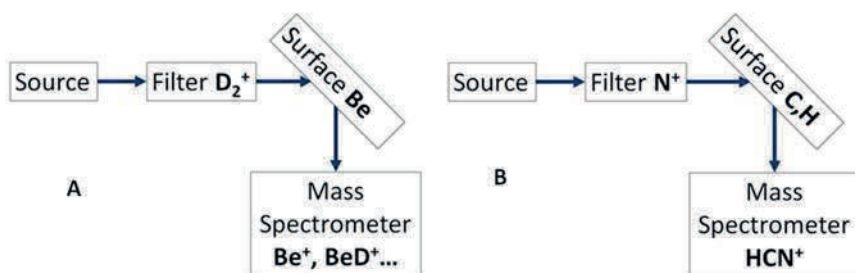 Source
Filter D₂⁺
Surface Be
Mass
Spectrometer
Be⁺, BeD⁺...
A
Source
Filter N⁺
Surface C,H
Mass
Spectrometer
HCN⁺
B